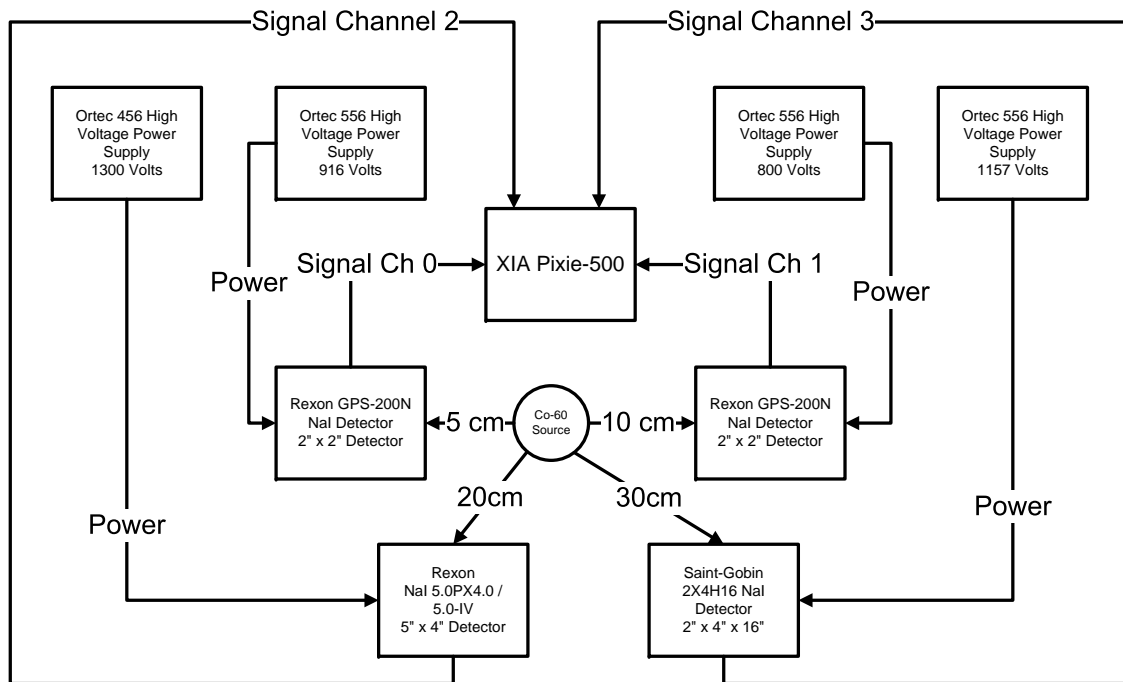 Signal Channel 2
Signal Channel 3
Ortec 456 High
Voltage Power
Supply
1300 Volts
Ortec 556 High
Voltage Power
Supply
916 Volts
Ortec 556 High
Voltage Power
Supply
800 Volts
Ortec 556 High
Voltage Power
Supply
1157 Volts
Signal Ch 0
XIA Pixie-500
Signal Ch 1
Power
Power
Rexon GPS-200N
NaI Detector
2" x 2" Detector
5 cm
Co-60
Source
10 cm
Rexon GPS-200N
NaI Detector
2" x 2" Detector
20cm
30cm
Power
Power
Rexon
NaI 5.0PX4.0 /
5.0-IV
5" x 4" Detector
Saint-Gobin
2X4H16 NaI
Detector
2" x 4" x 16"